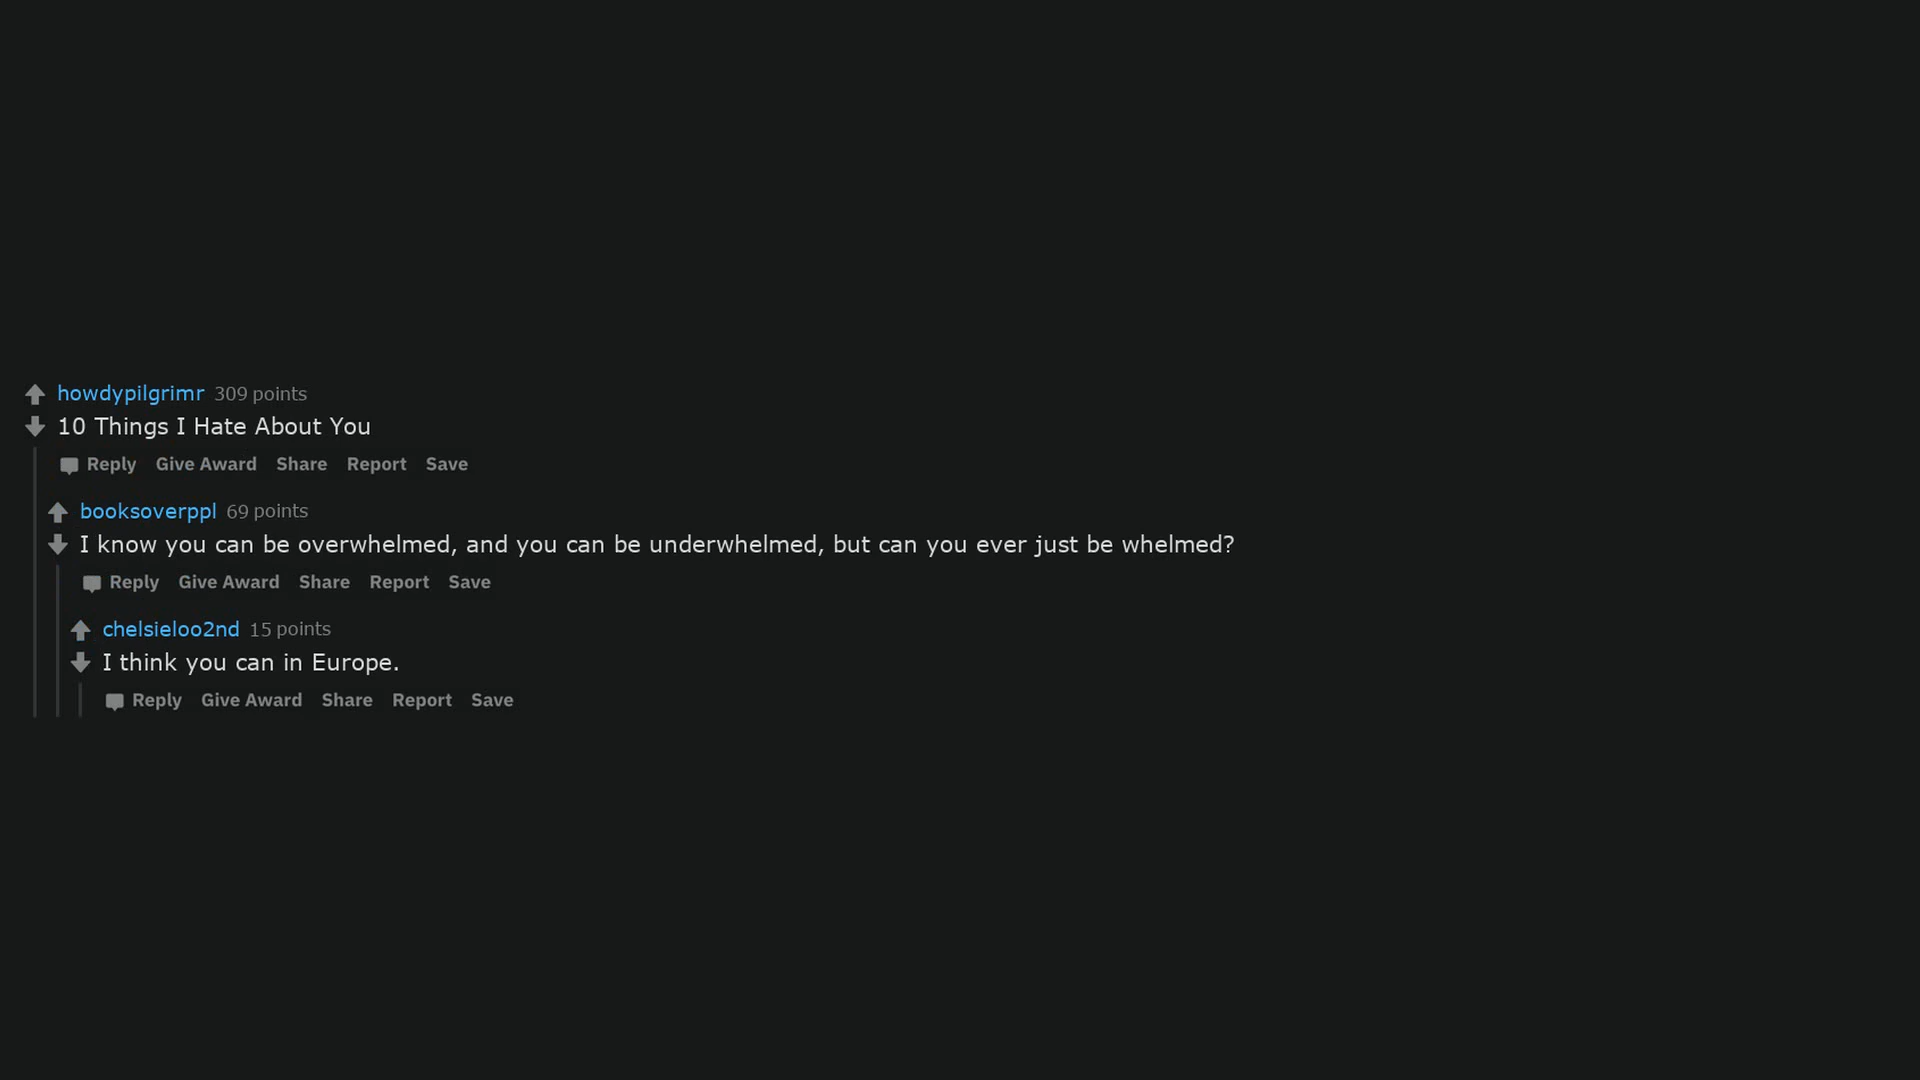 howdypilgrimr 309 points
10 Things I Hate About You
Reply Give Award Share Report Save
booksoverppl 69 points
I know you can be overwhelmed, and you can be underwhelmed, but can you ever just be whelmed?
Reply Give Award Share Report Save
chelsieloo2nd 15 points
I think you can in Europe.
Reply Give Award Share Report Save